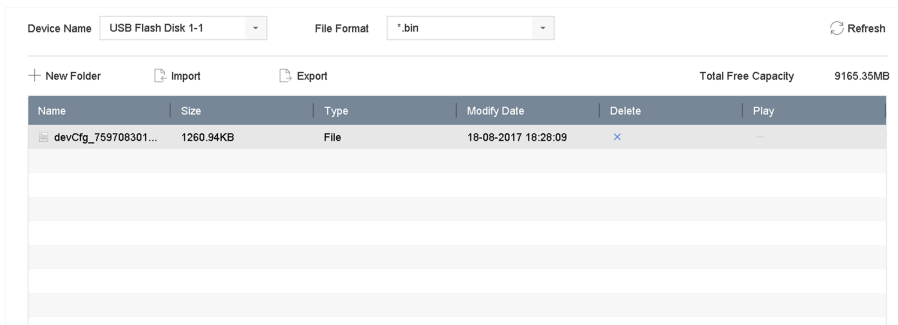 Device Name USB Flash Disk 1-1 File Format *.bin Refresh
New Folder Import Export Total Free Capacity 9165.35MB
Name Size Type Modify Date Delete Play
devCfg_759708301... 1260.94KB File 18-08-2017 18:28:09